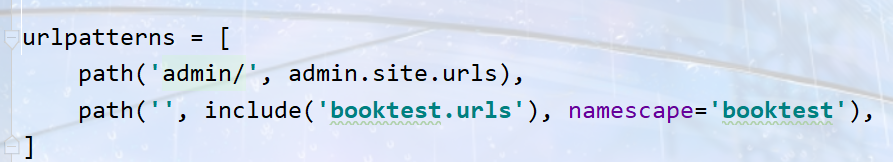 urlpatterns = [
    path('admin/', admin.site.urls),
    path('', include('booktest.urls'), namescape='booktest'),
]